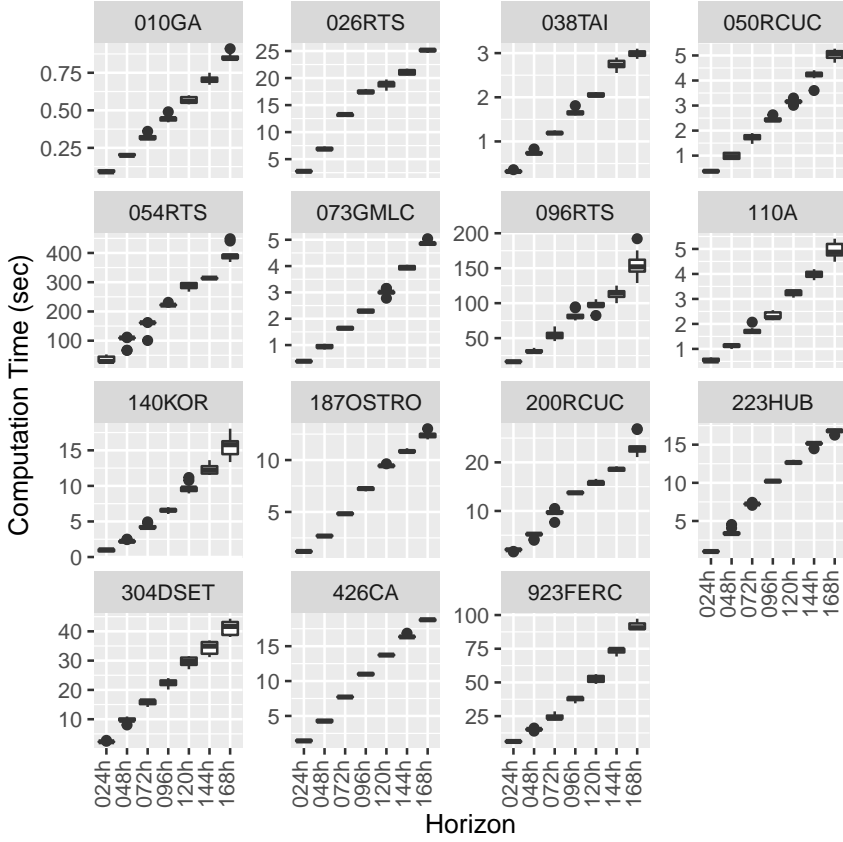 Computation Time (sec)
010GA
026RTS
038TAI
050RCUC
0.75
0.50
0.25
25
20
15
10
5
3
2
1
5
4
3
2
1
054RTS
073GMLC
096RTS
110A
400
300
200
100
5
4
3
2
1
200
150
100
50
5
4
3
2
1
140KOR
187OSTRO
200RCUC
223HUB
15
10
5
0
10
5
20
10
15
10
5
024h
048h
072h
096h
120h
144h
168h
304DSET
426CA
923FERC
40
30
20
10
15
10
5
100
75
50
25
024h
048h
072h
096h
120h
144h
168h
024h
048h
072h
096h
120h
144h
168h
024h
048h
072h
096h
120h
144h
168h
Horizon